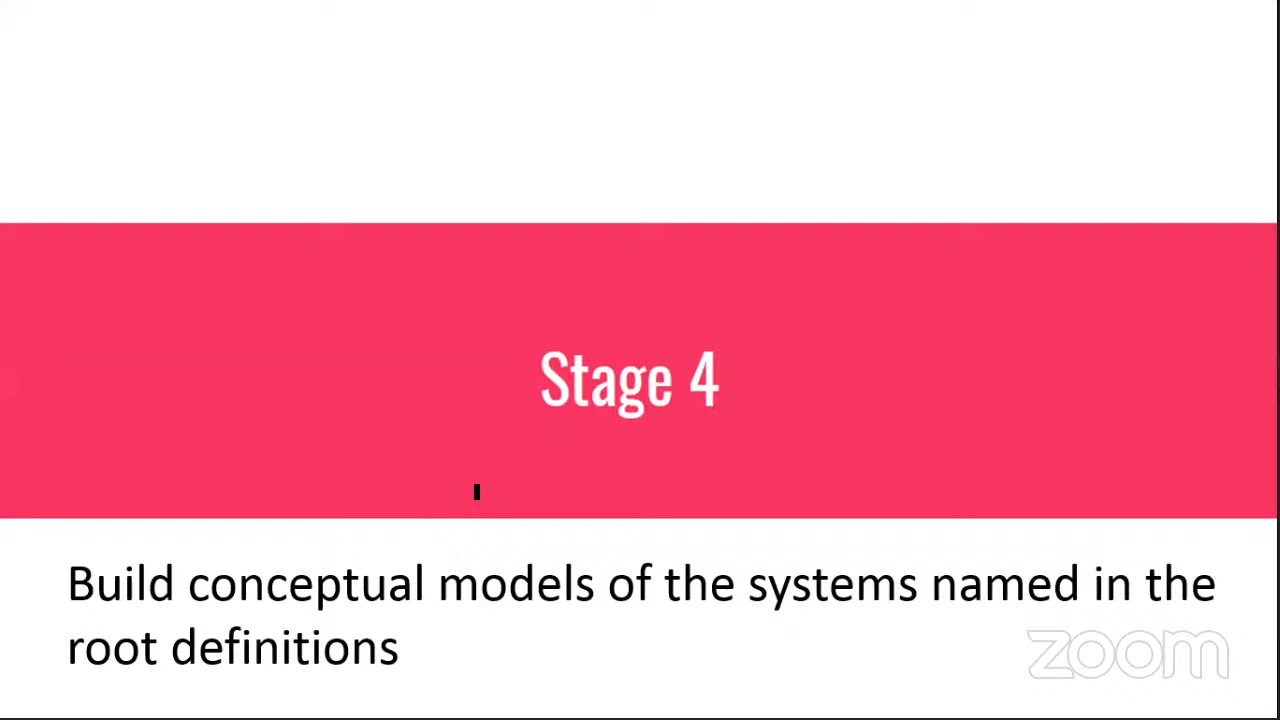 Stage 4
Build conceptual models of the systems named in the
root definitions
zoom